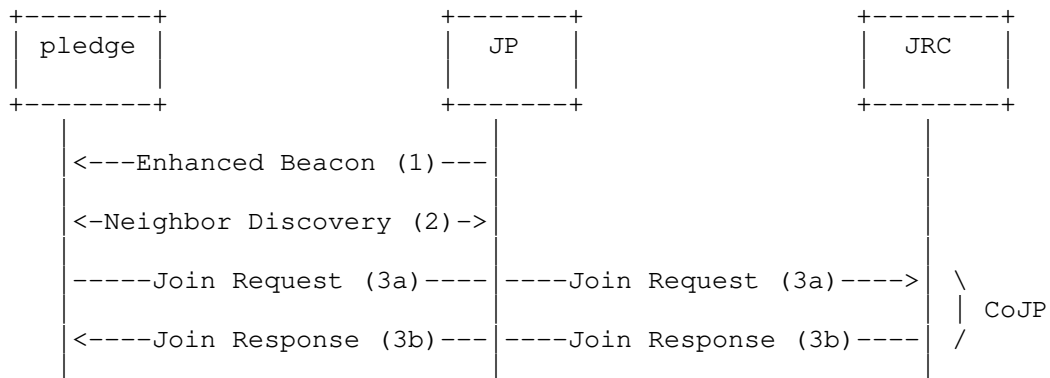 pledge JP JRC
<---Enhanced Beacon (1)---
<-Neighbor Discovery (2)->
-----Join Request (3a)----|----Join Request (3a)----> \
| CoJP
<----Join Response (3b)---|----Join Response (3b)---- /